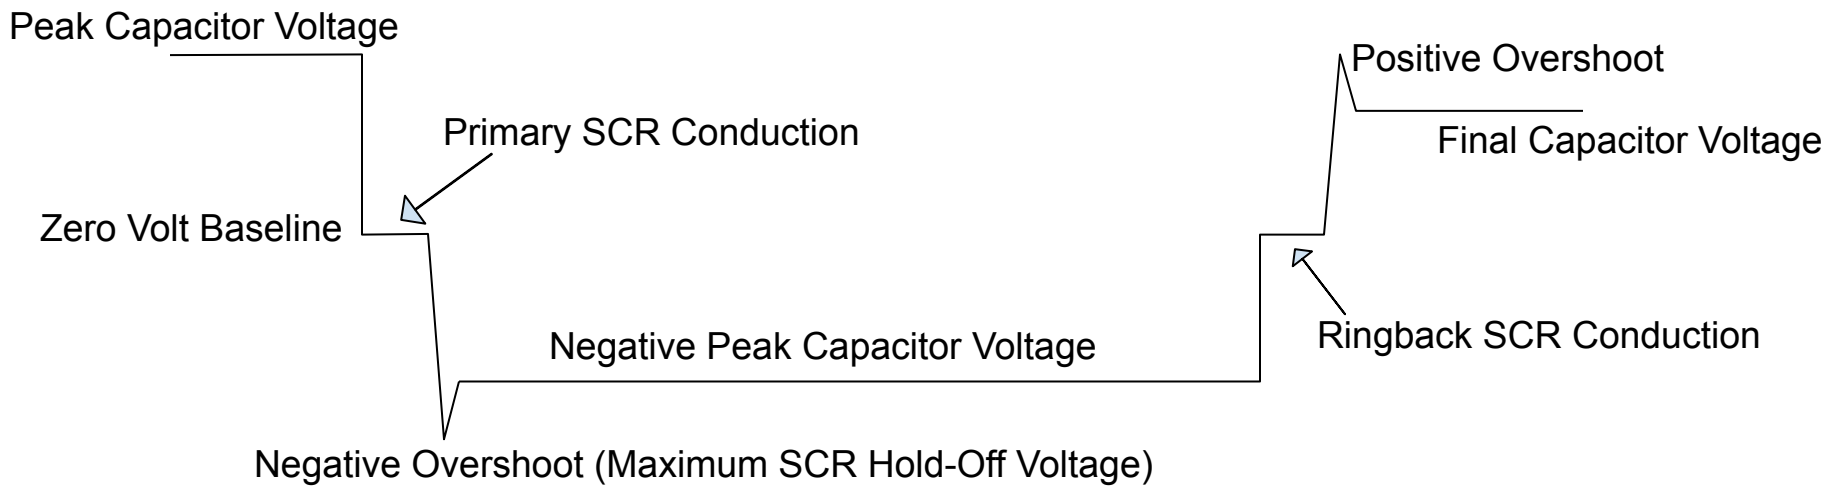 Peak Capacitor Voltage
Positive Overshoot
Primary SCR Conduction
Final Capacitor Voltage
Zero Volt Baseline
Negative Peak Capacitor Voltage
Ringback SCR Conduction
Negative Overshoot (Maximum SCR Hold-Off Voltage)